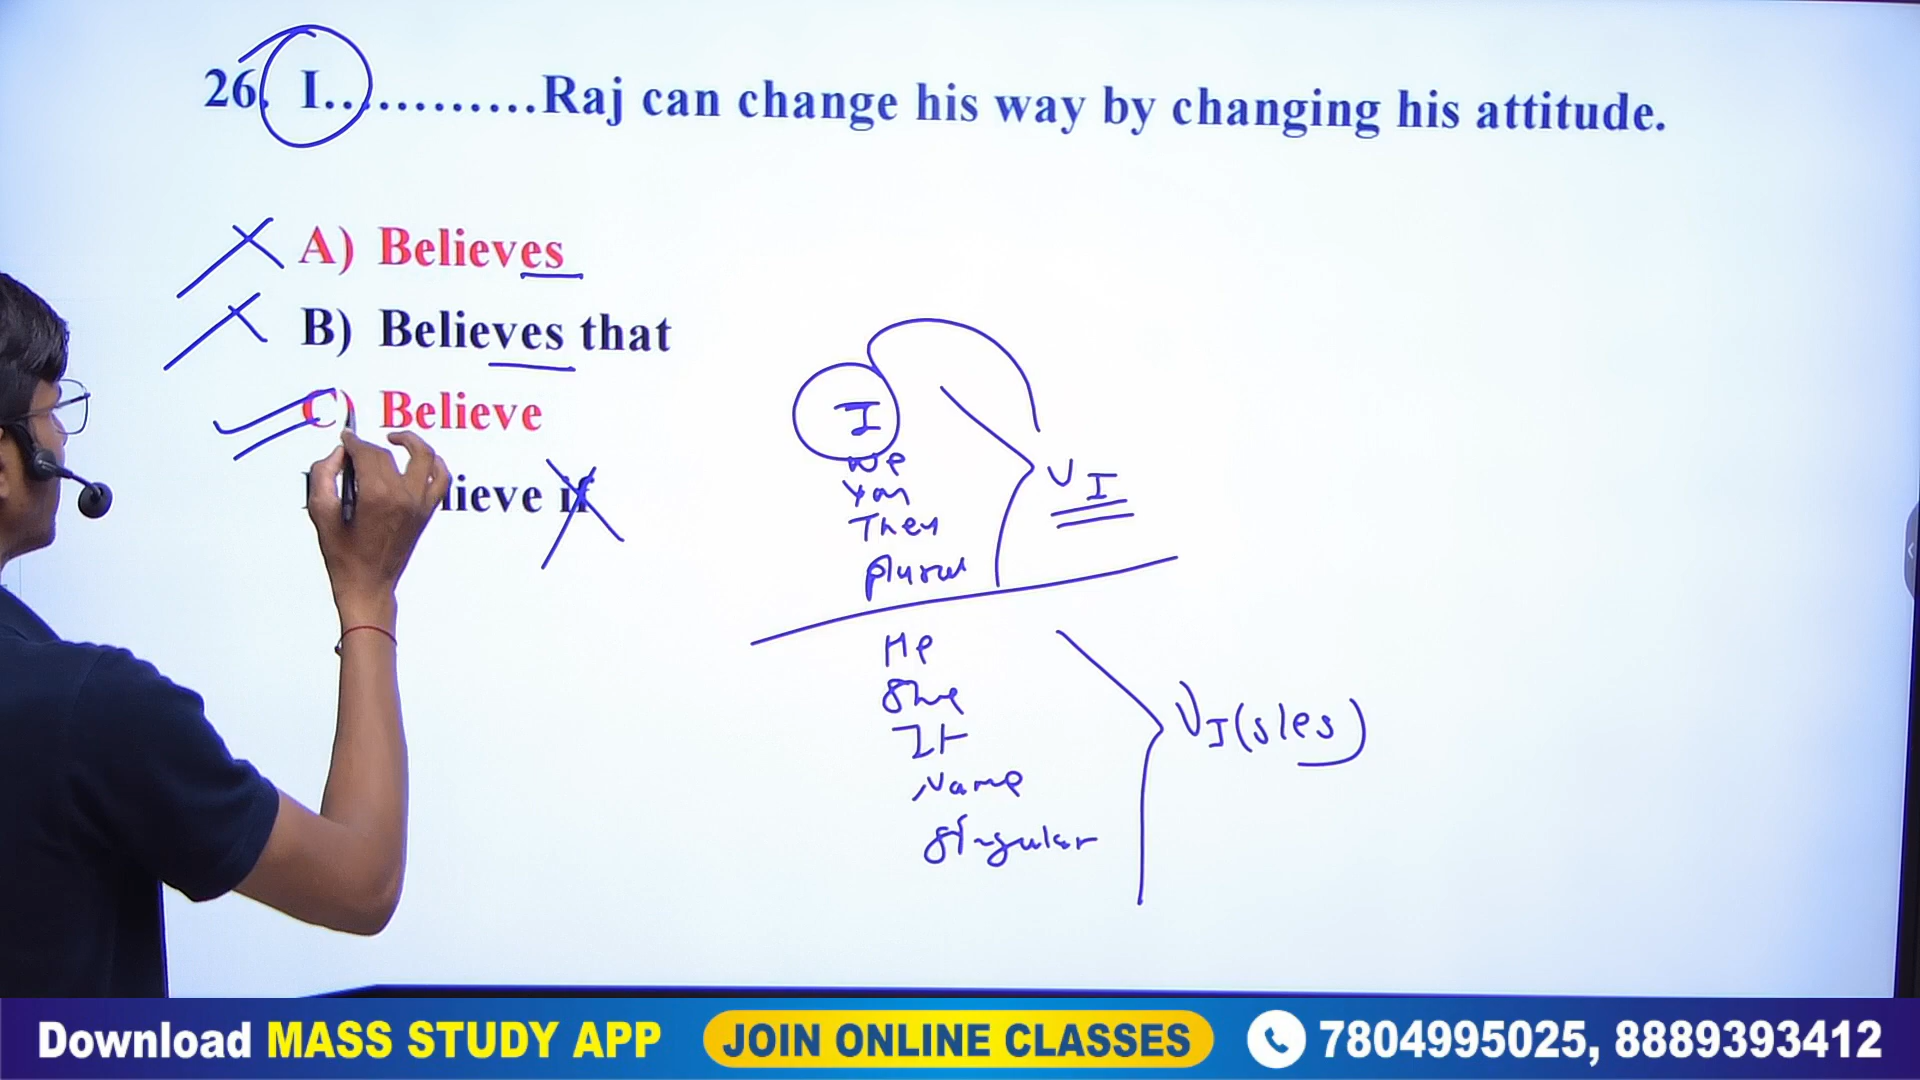 26. I............Raj can change his way by changing his attitude.
A) Believes
B) Believes that
C) Believe
lieve if
I
We
You
They
plural
V I
He
She
It
Name
Singular
VI(s/es)
Download MASS STUDY APP JOIN ONLINE CLASSES 7804995025, 8889393412